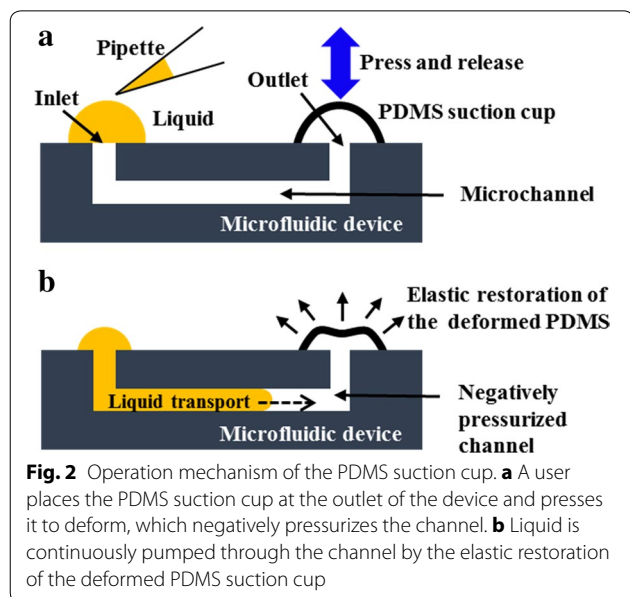 a
Pipette
Inlet
Liquid
Outlet
Press and release
PDMS suction cup
Microchannel
Microfluidic device
b
Elastic restoration of
the deformed PDMS
Liquid transport
Negatively
pressurized
channel
Microfluidic device
Fig. 2 Operation mechanism of the PDMS suction cup. a A user
places the PDMS suction cup at the outlet of the device and presses
it to deform, which negatively pressurizes the channel. b Liquid is
continuously pumped through the channel by the elastic restoration
of the deformed PDMS suction cup